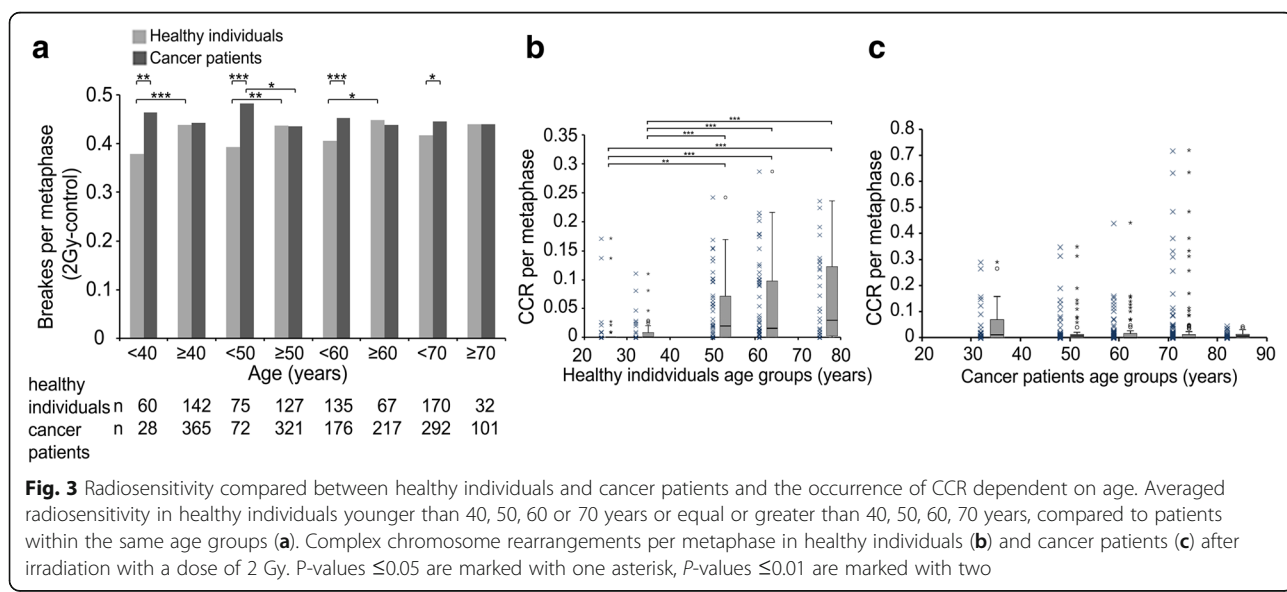 a
Healthy individuals
Cancer patients
** *** *** *
*** ** * *
Breakes per metaphase
(2Gy-control)
0.5
0.4
0.3
0.2
0.1
0
<40 ≥40 <50 ≥50 <60 ≥60 <70 ≥70
Age (years)
healthy
individuals n 60 142 75 127 135 67 170 32
cancer n 28 365 72 321 176 217 292 101
patients
b
CCR per metaphase
0.35
0.3
0.25
0.2
0.15
0.1
0.05
0
***
***
***
***
***
**
20 30 40 50 60 70 80
Healthy indidviduals age groups (years)
c
CCR per metaphase
0.8
0.7
0.6
0.5
0.4
0.3
0.2
0.1
0
20 30 40 50 60 70 80 90
Cancer patients age groups (years)
Fig. 3 Radiosensitivity compared between healthy individuals and cancer patients and the occurrence of CCR dependent on age. Averaged
radiosensitivity in healthy individuals younger than 40, 50, 60 or 70 years or equal or greater than 40, 50, 60, 70 years, compared to patients
within the same age groups (a). Complex chromosome rearrangements per metaphase in healthy individuals (b) and cancer patients (c) after
irradiation with a dose of 2 Gy. P-values ≤0.05 are marked with one asterisk, P-values ≤0.01 are marked with two